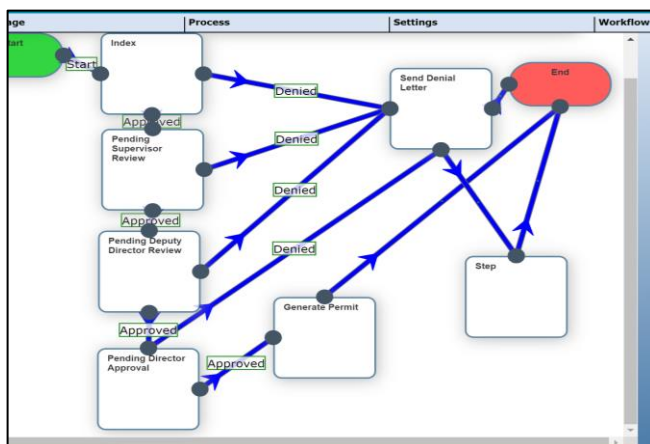 age Process Settings Workflow
tart
Start
Index
Denied
Send Denial
Letter
End
Approved
Pending
Supervisor
Review
Denied
Approved
Denied
Pending Deputy
Director Review
Denied
Step
Generate Permit
Approved
Pending Director
Approval
Approved